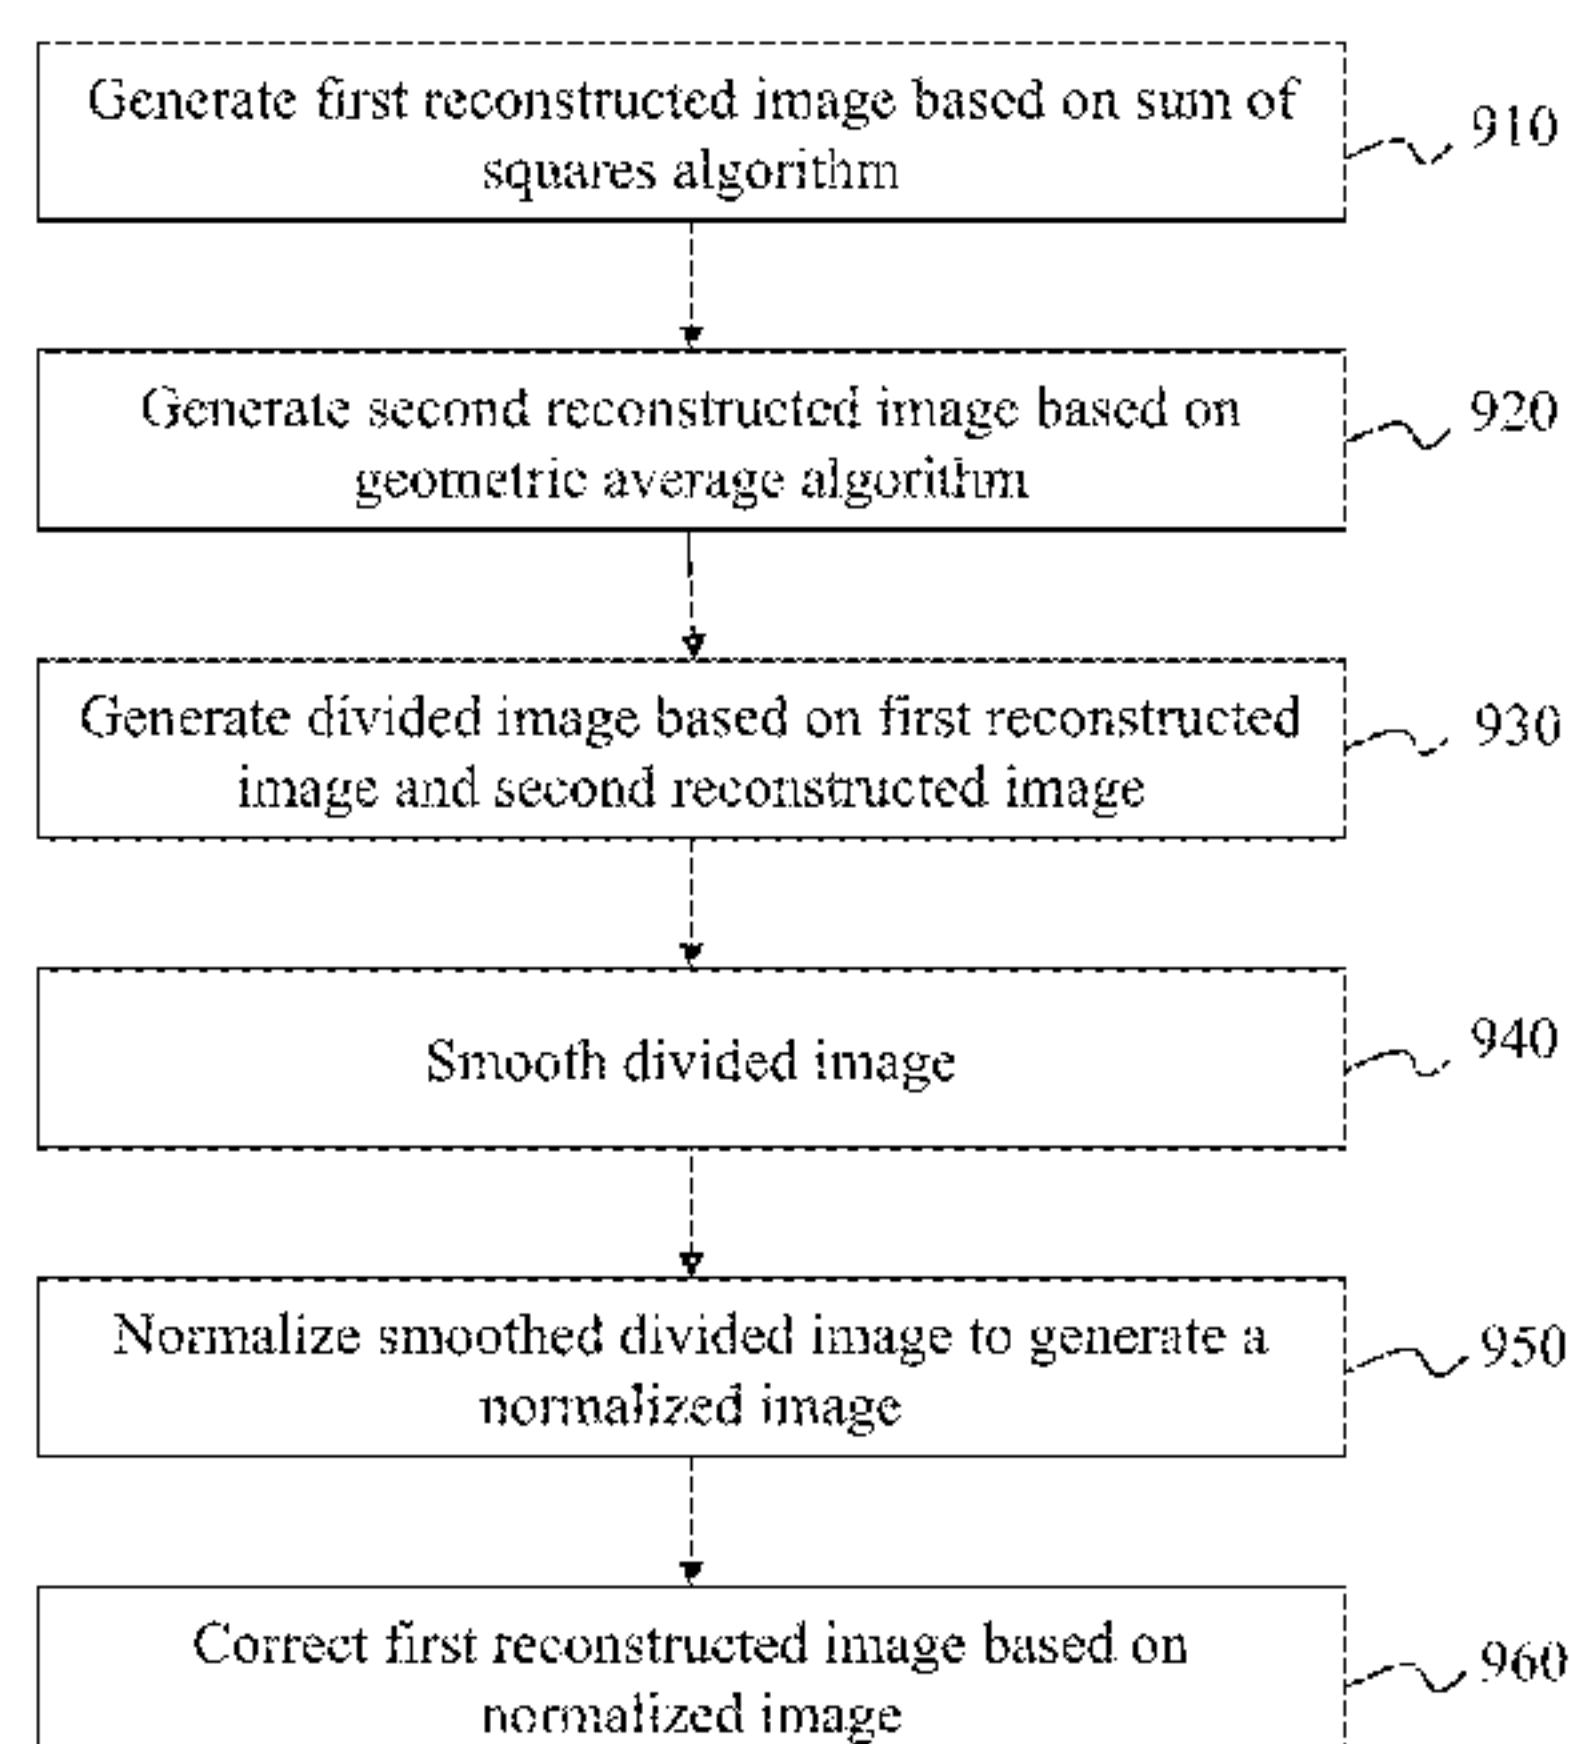 Generate first reconstructed image based on sum of
squares algorithm
910
Generate second reconstructed image based on
geometric average algorithm
920
Generate divided image based on first reconstructed
image and second reconstructed image
930
Smooth divided image
940
Normalize smoothed divided image to generate a
normalized image
950
Correct first reconstructed image based on
normalized image
960